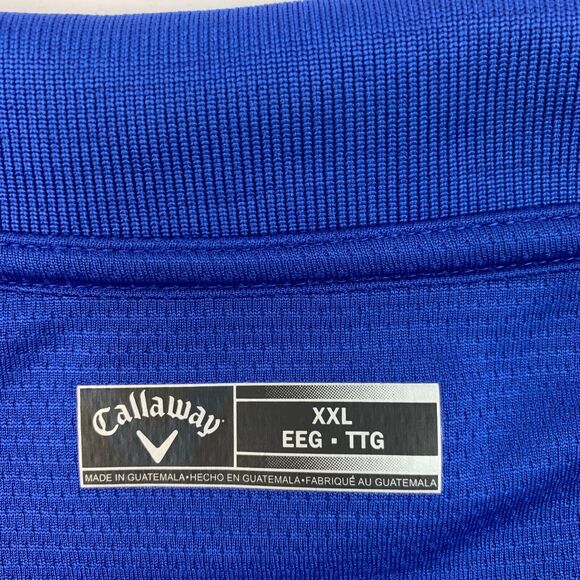 Callaway
XXL
EEG • TTG
MADE IN GUATEMALA•HECHO EN GUATEMALA•FABRIQUÉ AU GUATEMALA